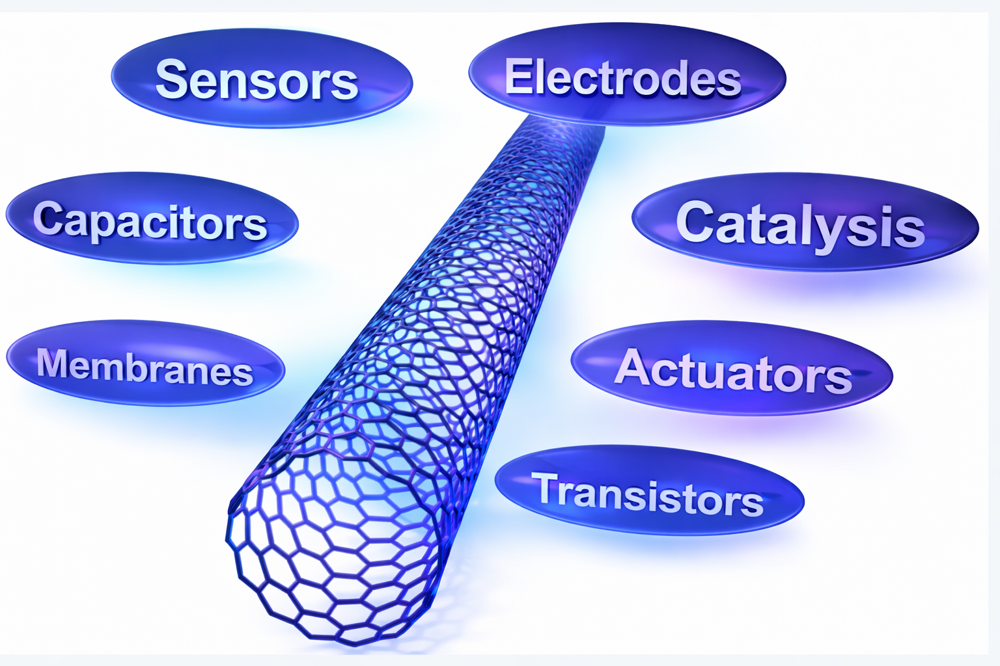 Sensors
Electrodes
Capacitors
Catalysis
Membranes
Actuators
Transistors